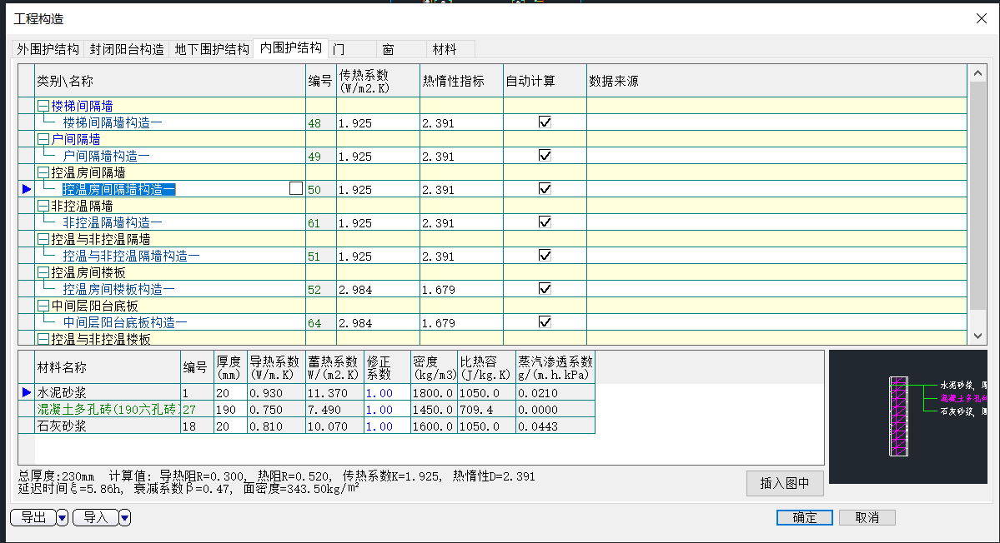 工程构造
外围护结构 封闭阳台构造 地下围护结构 内围护结构 门 窗 材料
类别\名称 编号 传热系数(W/m2.K) 热惰性指标 自动计算 数据来源
楼梯间隔墙
楼梯间隔墙构造一 48 1.925 2.391
户间隔墙
户间隔墙构造一 49 1.925 2.391
控温房间隔墙
控温房间隔墙构造一 50 1.925 2.391
非控温隔墙
非控温隔墙构造一 61 1.925 2.391
控温与非控温隔墙
控温与非控温隔墙构造一 51 1.925 2.391
控温房间楼板
控温房间楼板构造一 52 2.984 1.679
中间层阳台底板
中间层阳台底板构造一 64 2.984 1.679
控温与非控温楼板
材料名称 编号 厚度(mm) 导热系数(W/m.K) 蓄热系数W/(m2.K) 修正系数 密度(kg/m3) 比热容(J/kg.K) 蒸汽渗透系数g/(m.h.kPa)
水泥砂浆 1 20 0.930 11.370 1.00 1800.0 1050.0 0.0210
混凝土多孔砖(190六孔砖) 27 190 0.750 7.490 1.00 1450.0 709.4 0.0000
石灰砂浆 18 20 0.810 10.070 1.00 1600.0 1050.0 0.0443
水泥砂浆,
混凝土多孔
石灰砂浆,
总厚度:230mm 计算值: 导热阻R=0.300, 热阻R=0.520, 传热系数K=1.925, 热惰性D=2.391
延迟时间ξ=5.86h, 衰减系数β=0.47, 面密度=343.50kg/㎡
插入图中
导出 导入 确定 取消